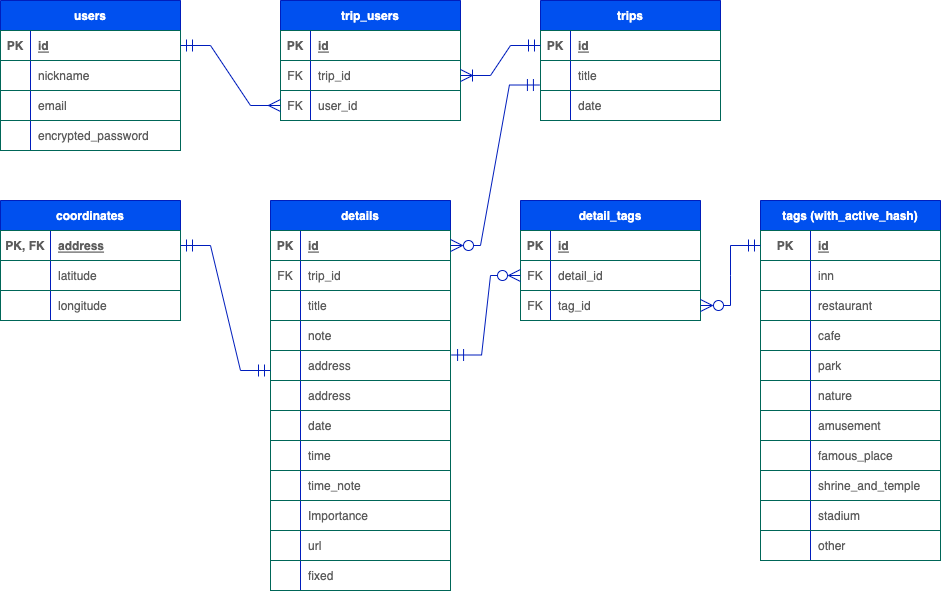 users
PK id
nickname
email
encrypted_password
trip_users
PK id
FK trip_id
FK user_id
trips
PK id
title
date
coordinates
PK, FK address
latitude
longitude
details
PK id
FK trip_id
title
note
address
address
date
time
time_note
Importance
url
fixed
detail_tags
PK id
FK detail_id
FK tag_id
tags (with_active_hash)
PK id
inn
restaurant
cafe
park
nature
amusement
famous_place
shrine_and_temple
stadium
other